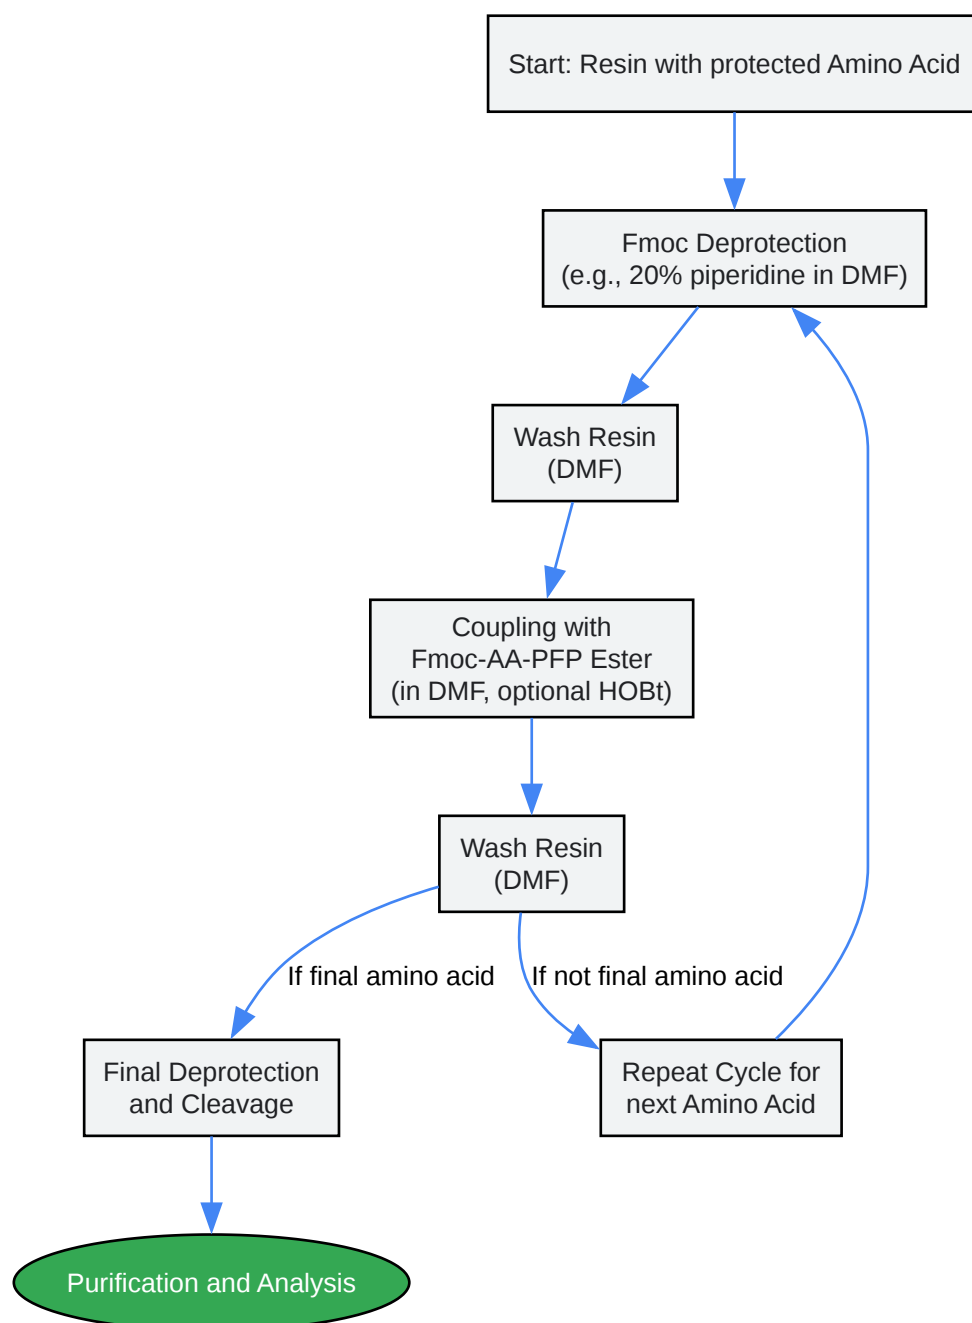 Start: Resin with protected Amino Acid
Fmoc Deprotection
(e.g., 20% piperidine in DMF)
Wash Resin
(DMF)
Coupling with
Fmoc-AA-PFP Ester
(in DMF, optional HOBt)
Wash Resin
(DMF)
If final amino acid
If not final amino acid
Final Deprotection
and Cleavage
Repeat Cycle for
next Amino Acid
Purification and Analysis